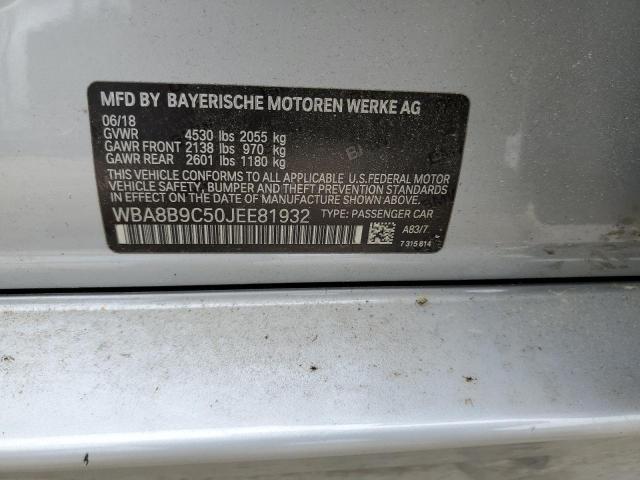 MFD BY BAYERISCHE MOTOREN WERKE AG
06/18
GVWR 4530 lbs 2055 kg
GAWR FRONT 2138 lbs 970 kg
GAWR REAR 2601 lbs 1180 kg
THIS VEHICLE CONFORMS TO ALL APPLICABLE U.S.FEDERAL MOTOR
VEHICLE SAFETY, BUMPER AND THEFT PREVENTION STANDARDS
IN EFFECT ON THE DATE OF MANUFACTURE SHOWN ABOVE.
WBA8B9C50JEE81932 TYPE: PASSENGER CAR
A83/7
7 315 814